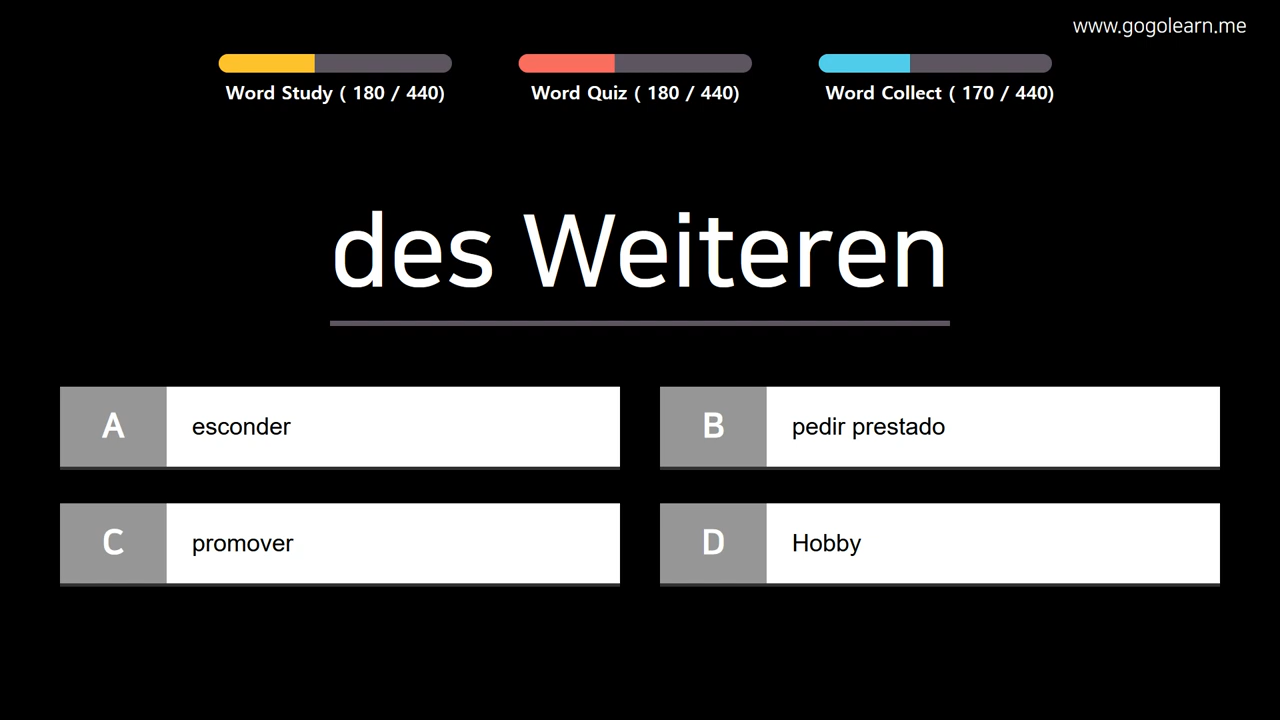 www.gogolearn.me
Word Study ( 180 / 440)
Word Quiz ( 180 / 440)
Word Collect ( 170 / 440)
des Weiteren
A esconder
B pedir prestado
C promover
D Hobby